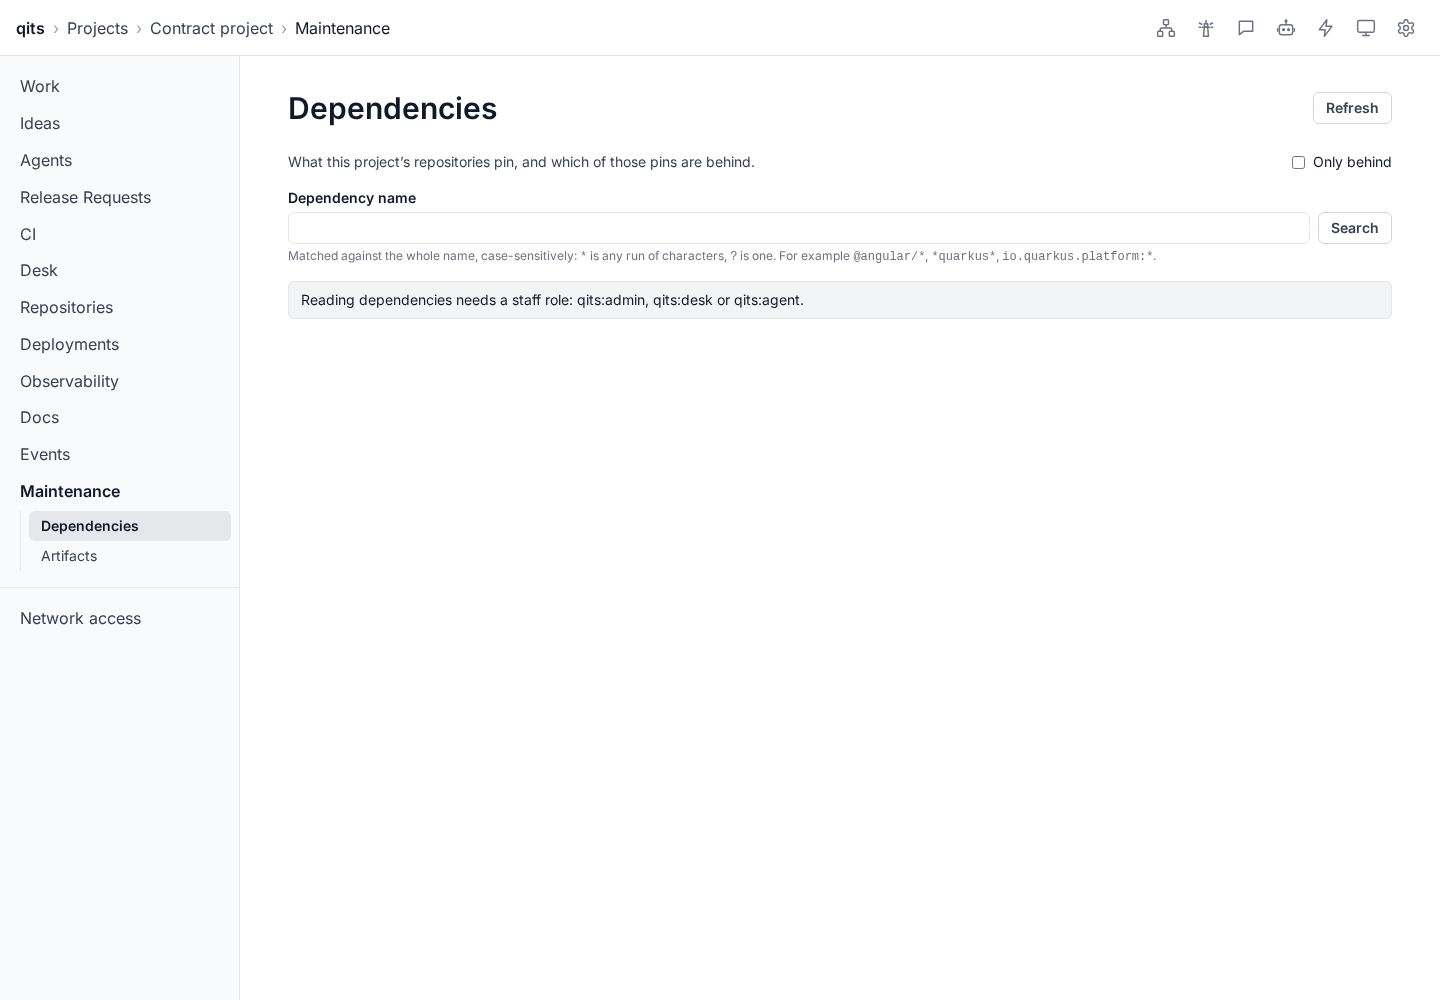 qits › Projects › Contract project › Maintenance
Work
Ideas
Agents
Release Requests
CI
Desk
Repositories
Deployments
Observability
Docs
Events
Maintenance
Dependencies
Artifacts
Network access
Dependencies
Refresh
What this project’s repositories pin, and which of those pins are behind.
Only behind
Dependency name
Search
Matched against the whole name, case-sensitively: * is any run of characters, ? is one. For example @angular/*, *quarkus*, io.quarkus.platform:*.
Reading dependencies needs a staff role: qits:admin, qits:desk or qits:agent.